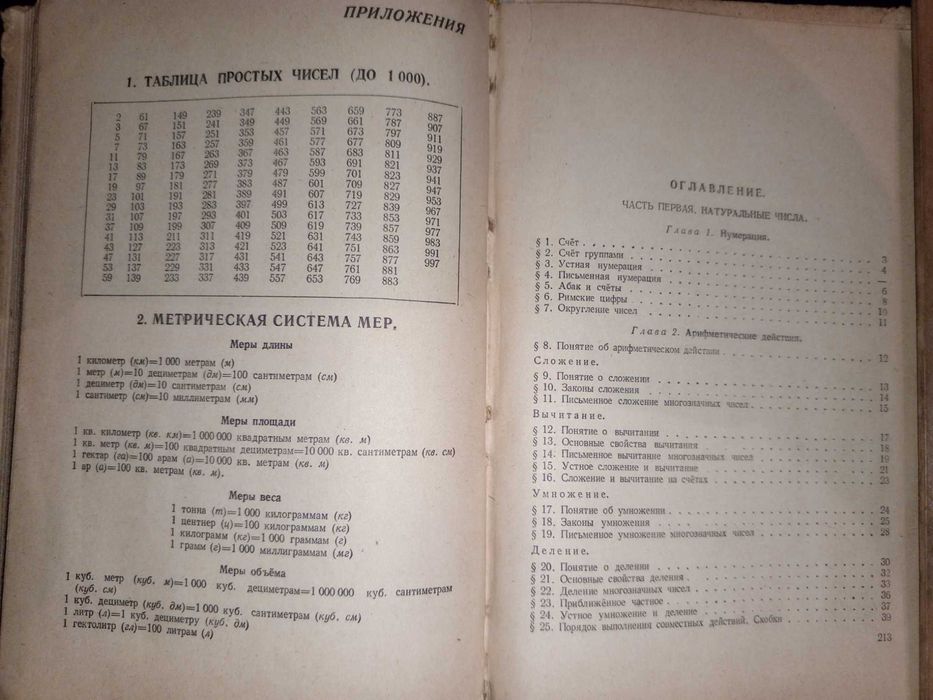 ПРИЛОЖЕНИЯ
1. ТАБЛИЦА ПРОСТЫХ ЧИСЕЛ (ДО 1 000).
2 61 149 239 347 443 563 659 773 887
3 67 151 241 349 449 569 661 787 907
5 71 157 251 353 457 571 673 797 911
7 73 163 257 359 461 577 677 809 919
11 79 167 263 367 463 587 683 811 929
13 83 173 269 373 467 593 691 821 937
17 89 179 271 379 479 599 701 823 941
19 97 181 277 383 487 601 709 827 947
23 101 191 281 389 491 607 719 829 953
29 103 193 283 397 499 613 727 839 967
31 107 197 293 401 503 617 733 853 971
37 109 199 307 409 509 619 739 857 977
41 113 211 311 419 521 631 743 859 983
43 127 223 313 421 523 641 751 863 991
47 131 227 317 431 541 643 757 877 997
53 137 229 331 433 547 647 761 881
59 139 233 337 439 557 653 769 883
2. МЕТРИЧЕСКАЯ СИСТЕМА МЕР.
Меры длины
1 километр (км)=1 000 метрам (м)
1 метр (м)=10 дециметрам (дм)=100 сантиметрам (см)
1 дециметр (дм)=10 сантиметрам (см)
1 сантиметр (см)=10 миллиметрам (мм)
Меры площади
1 кв. километр (кв. км)=1 000 000 квадратным метрам (кв. м)
1 кв. метр (кв. м)=100 квадратным дециметрам=10 000 кв. сантиметрам (кв. см)
1 гектар (га)=100 арам (а)=10 000 кв. метрам (кв. м)
1 ар (а)=100 кв. метрам (кв. м).
Меры веса
1 тонна (т)=1 000 килограммам (кг)
1 центнер (ц)=100 килограммам (кг)
1 килограмм (кг)=1 000 граммам (г)
1 грамм (г)=1 000 миллиграммам (мг)
Меры объёма
1 куб. метр (куб. м)=1 000 куб. дециметрам=1 000 000 куб. сантиметрам
(куб. см)
1 куб. дециметр (куб. дм)=1 000 куб. сантиметрам (куб. см)
1 литр (л)=1 куб. дециметру (куб. дм)
1 гектолитр (гл)=100 литрам (л)
ОГЛАВЛЕНИЕ.
ЧАСТЬ ПЕРВАЯ. НАТУРАЛЬНЫЕ ЧИСЛА.
Глава 1. Нумерация.
§ 1. Счёт . . . 3
§ 2. Счёт группами . . . 4
§ 3. Устная нумерация . . . —
§ 4. Письменная нумерация . . . 6
§ 5. Абак и счёты . . . 8
§ 6. Римские цифры . . . 10
§ 7. Округление чисел . . . 11
Глава 2. Арифметические действия.
§ 8. Понятие об арифметическом действии . . . 12
Сложение.
§ 9. Понятие о сложении . . . 13
§ 10. Законы сложения . . . 14
§ 11. Письменное сложение многозначных чисел . . . 15
Вычитание.
§ 12. Понятие о вычитании . . . 17
§ 13. Основные свойства вычитания . . . 18
§ 14. Письменное вычитание многозначных чисел . . . 19
§ 15. Устное сложение и вычитание . . . 21
§ 16. Сложение и вычитание на счётах . . . 23
Умножение.
§ 17. Понятие об умножении . . . 24
§ 18. Законы умножения . . . 25
§ 19. Письменное умножение многозначных чисел . . . 28
Деление.
§ 20. Понятие о делении . . . 30
§ 21. Основные свойства деления . . . 32
§ 22. Деление многозначных чисел . . . 33
§ 23. Приближённое частное . . . 36
§ 24. Устное умножение и деление . . . 37
§ 25. Порядок выполнения совместных действий. Скобки . . . 39
213